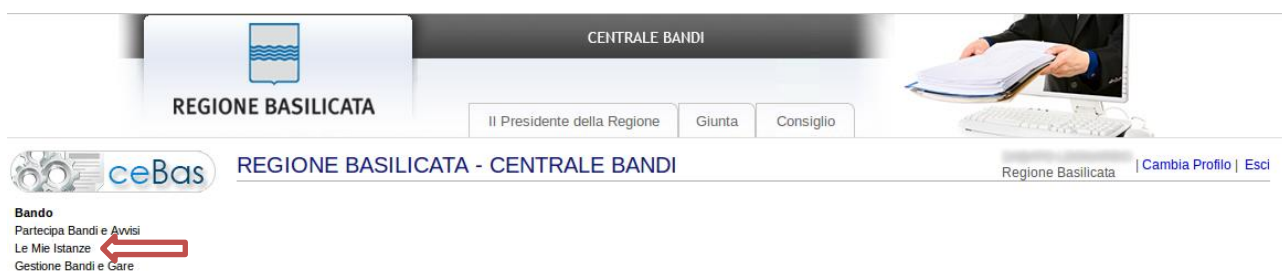 CENTRALE BANDI
REGIONE BASILICATA
Il Presidente della Regione
Giunta
Consiglio
ceBas
REGIONE BASILICATA - CENTRALE BANDI
Regione Basilicata
| Cambia Profilo | Esci
Bando
Partecipa Bandi e Avvisi
Le Mie Istanze
Gestione Bandi e Gare